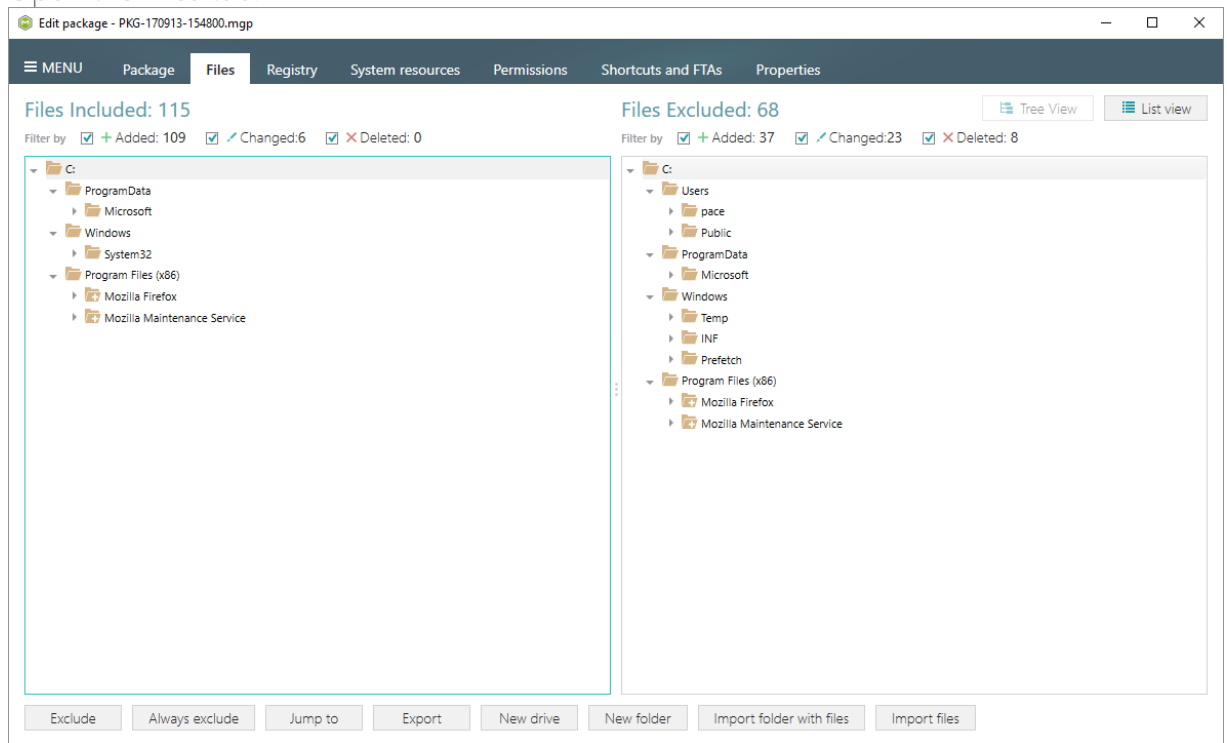 Edit package - PKG-170913-154800.mgp
MENU Package Files Registry System resources Permissions Shortcuts and FTAs Properties
Files Included: 115
Filter by + Added: 109 Changed:6 × Deleted: 0
C:
ProgramData
Microsoft
Windows
System32
Program Files (x86)
Mozilla Firefox
Mozilla Maintenance Service
Files Excluded: 68
Tree View List view
Filter by + Added: 37 Changed:23 × Deleted: 8
C:
Users
pace
Public
ProgramData
Microsoft
Windows
Temp
INF
Prefetch
Program Files (x86)
Mozilla Firefox
Mozilla Maintenance Service
Exclude Always exclude Jump to Export New drive New folder Import folder with files Import files